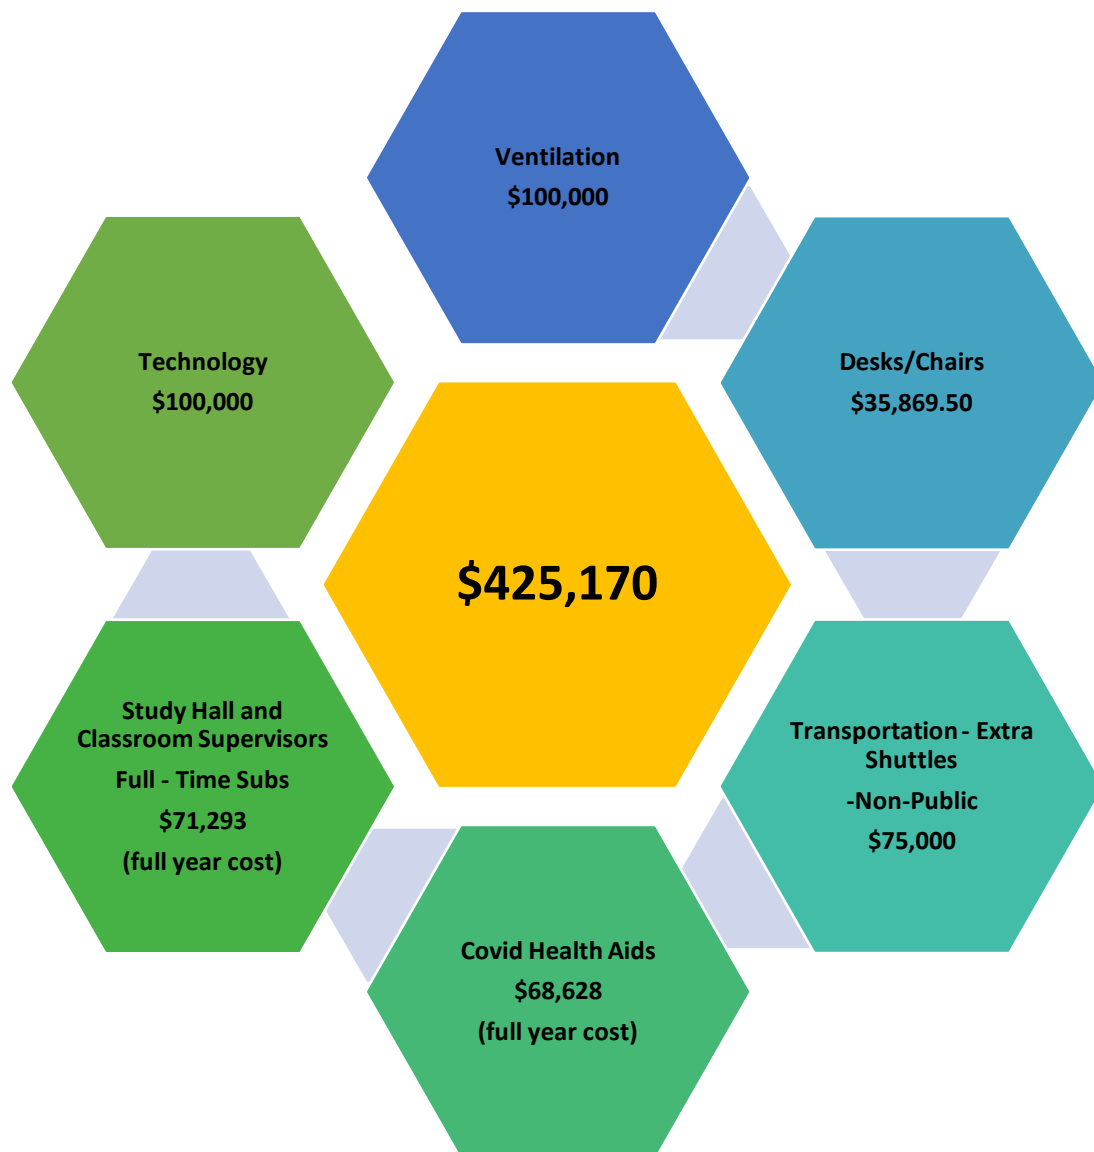 Ventilation
$100,000
Desks/Chairs
$35,869.50
Transportation - Extra
Shuttles
-Non-Public
$75,000
Covid Health Aids
$68,628
(full year cost)
Study Hall and
Classroom Supervisors
Full - Time Subs
$71,293
(full year cost)
Technology
$100,000
$425,170